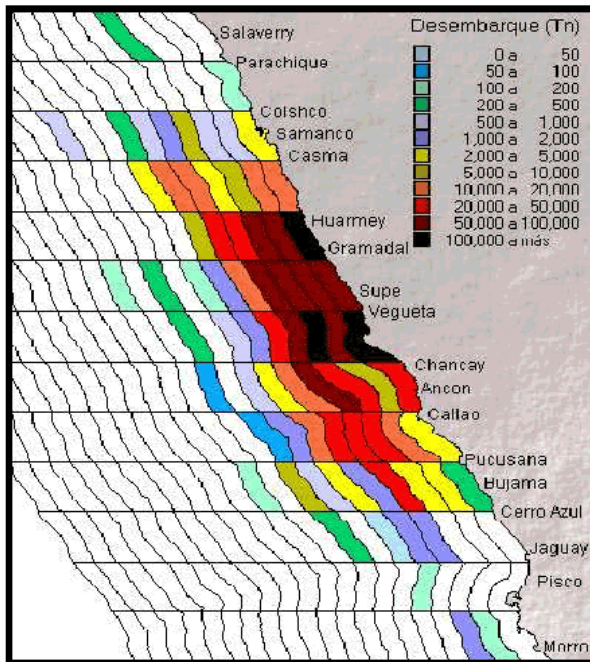 Desembarque (Tn)
0 a 50
50 a 100
100 a 200
200 a 500
500 a 1,000
1,000 a 2,000
2,000 a 5,000
5,000 a 10,000
10,000 a 20,000
20,000 a 50,000
50,000 a 100,000
100,000 a más
Salaverry
Parachique
Coishco
Samanco
Casma
Huarmey
Gramadal
Supe
Vegueta
Chancay
Ancon
Callao
Pucusana
Bujama
Cerro Azul
Jaguay
Pisco
Morro